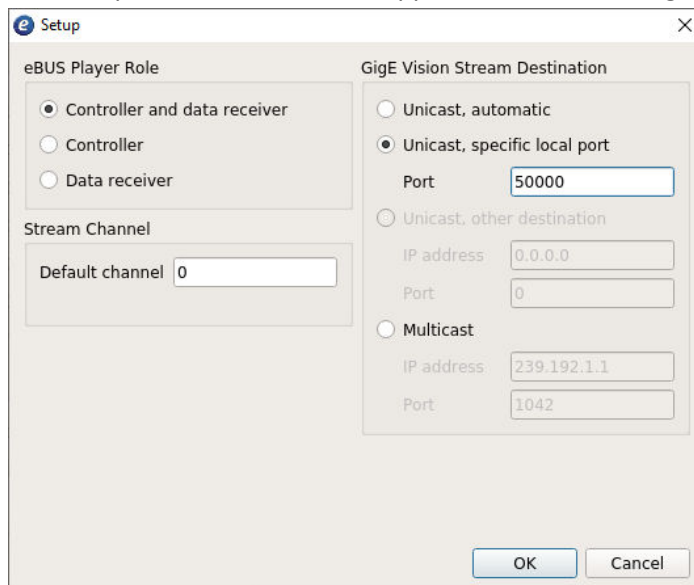 Setup
eBUS Player Role
Controller and data receiver
Controller
Data receiver
Stream Channel
Default channel 0
GigE Vision Stream Destination
Unicast, automatic
Unicast, specific local port
Port 50000
Unicast, other destination
IP address 0.0.0.0
Port 0
Multicast
IP address 239.192.1.1
Port 1042
OK Cancel